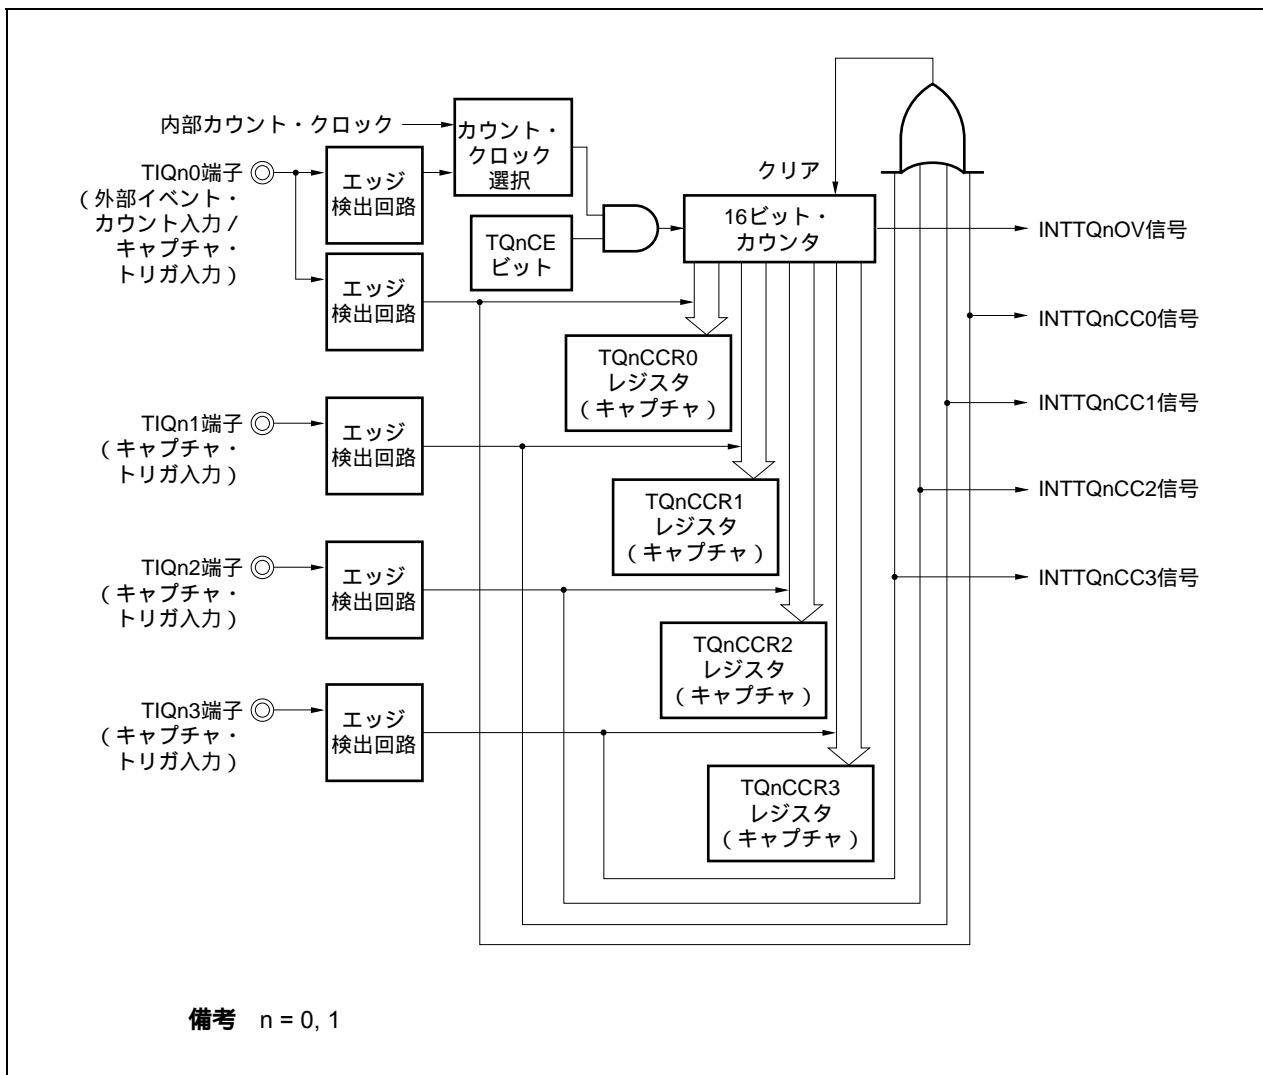 内部カウント・クロック
カウント・
クロック
選択
TIQn0端子
(外部イベント・
カウント入力/
キャプチャ・
トリガ入力)
エッジ
検出回路
TQnCE
ビット
エッジ
検出回路
クリア
16ビット・
カウンタ
INTTQnOV信号
INTTQnCC0信号
TQnCCR0
レジスタ
(キャプチャ)
TIQn1端子
(キャプチャ・
トリガ入力)
エッジ
検出回路
INTTQnCC1信号
TQnCCR1
レジスタ
(キャプチャ)
INTTQnCC2信号
TIQn2端子
(キャプチャ・
トリガ入力)
エッジ
検出回路
INTTQnCC3信号
TQnCCR2
レジスタ
(キャプチャ)
TIQn3端子
(キャプチャ・
トリガ入力)
エッジ
検出回路
TQnCCR3
レジスタ
(キャプチャ)
備考 n = 0, 1